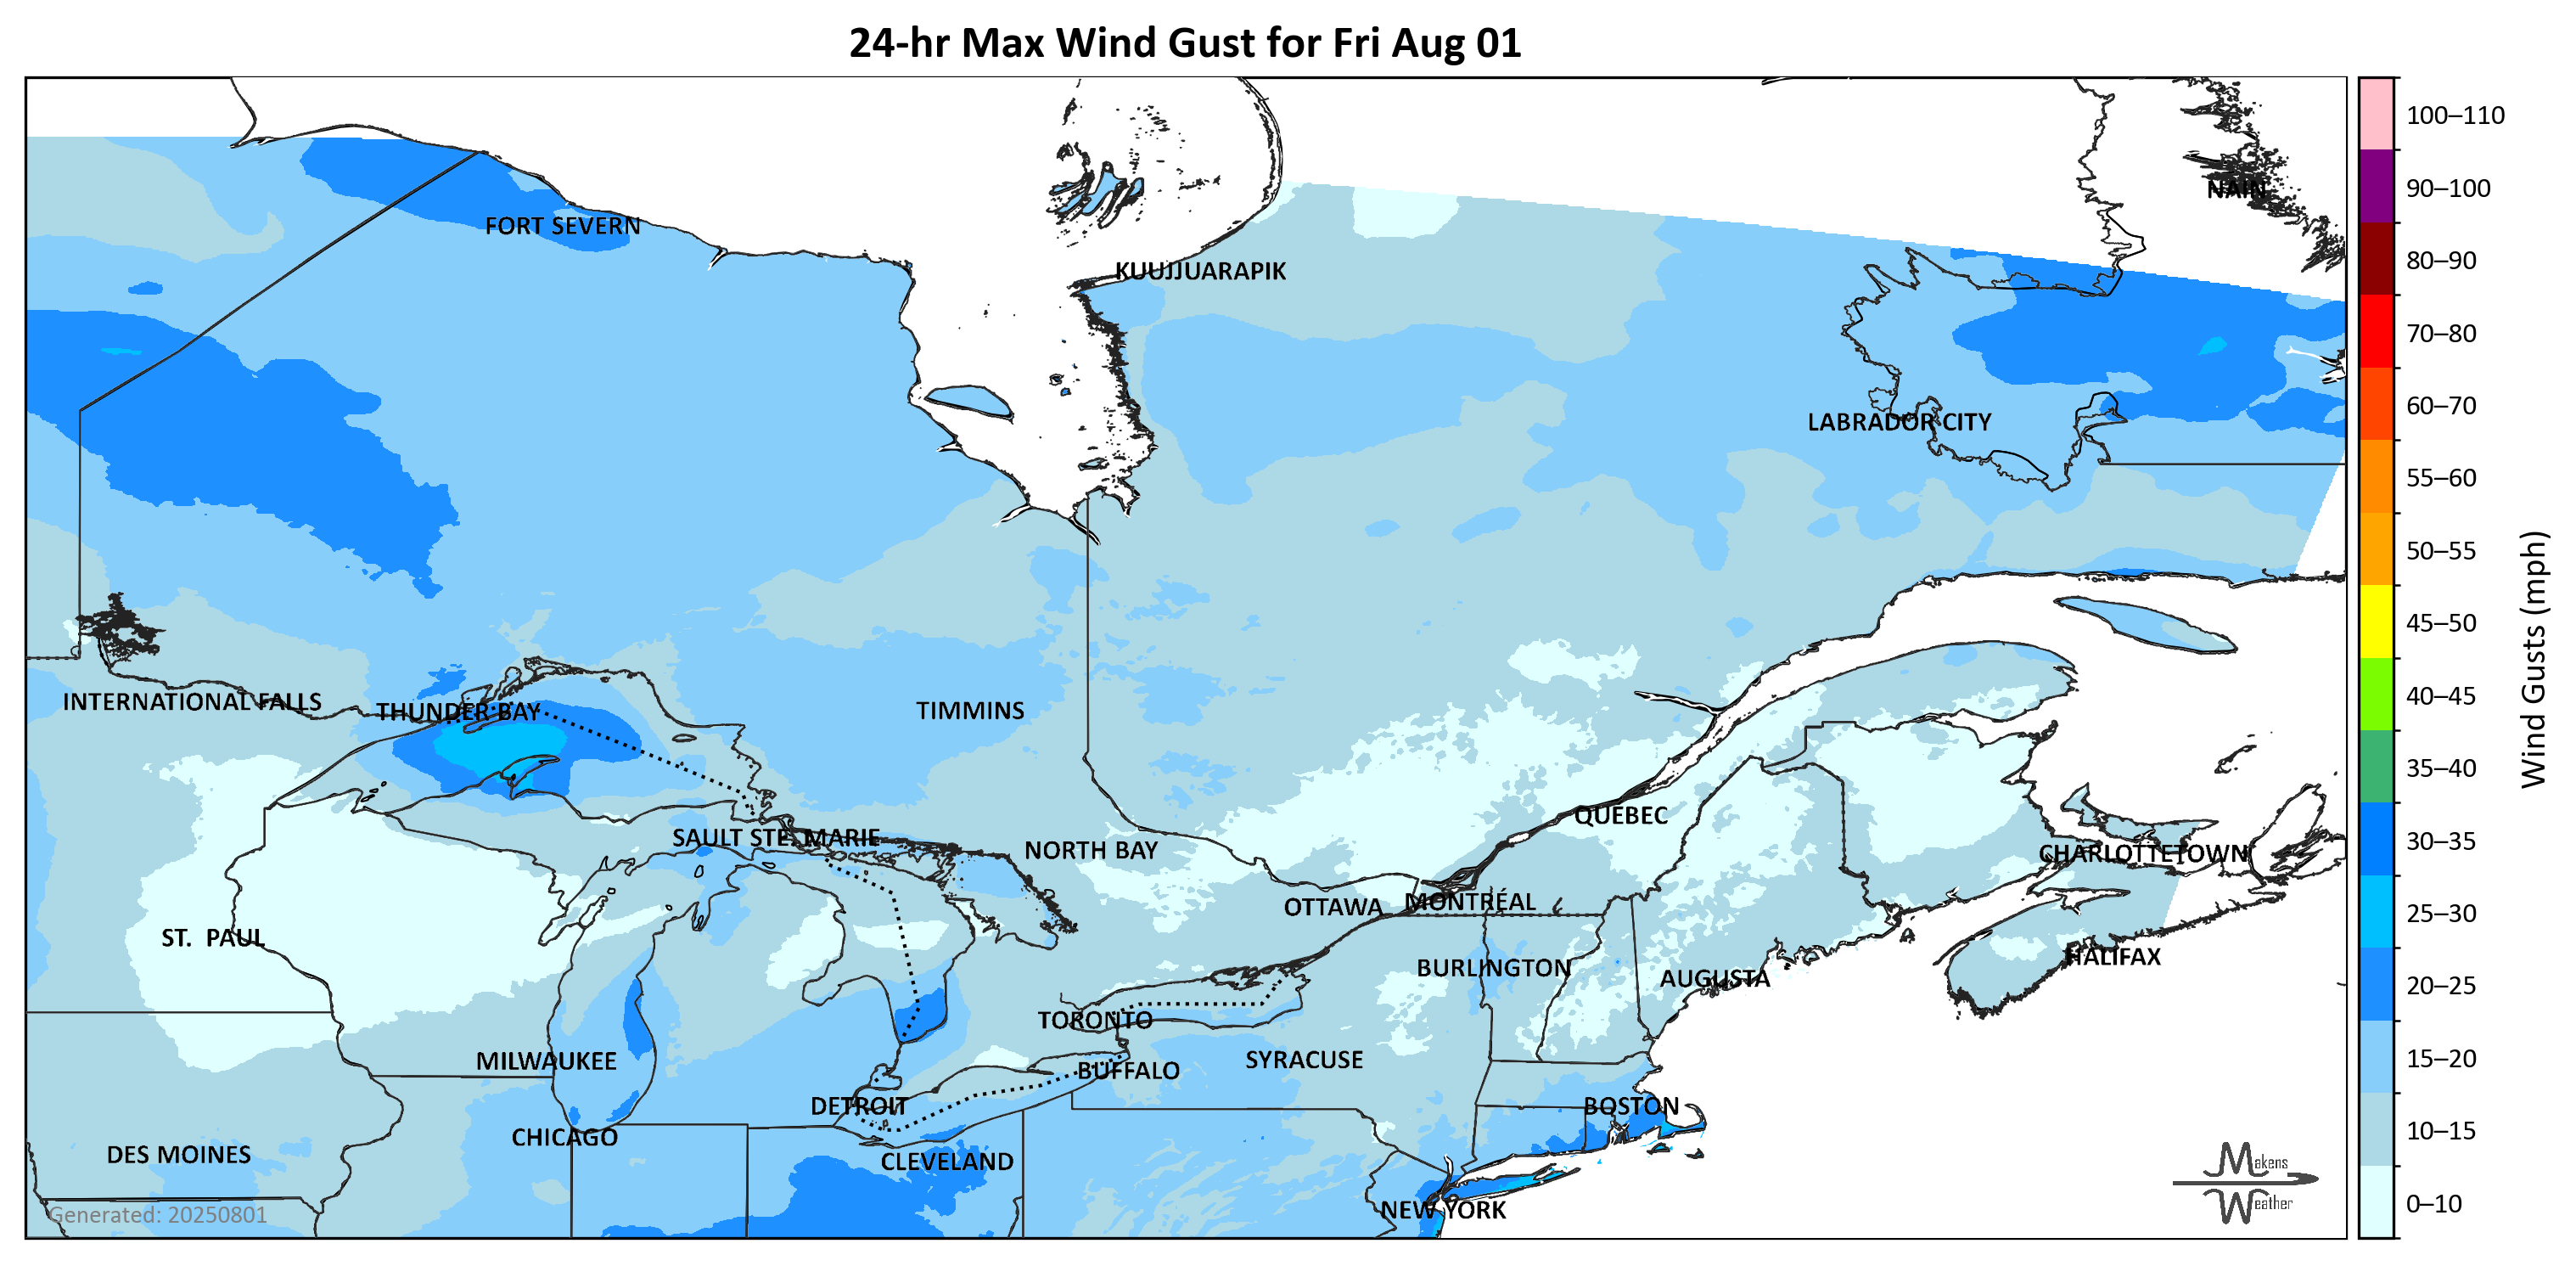 24-hr Max Wind Gust for Fri Aug 01
100–110
90–100
NAIN
FORT SEVERN
80–90
KUUJJUARAPIK
70–80
60–70
LABRADOR CITY
55–60
50–55
45–50
Wind Gusts (mph)
40–45
INTERNATIONAL FALLS
THUNDER BAY
TIMMINS
35–40
QUEBEC
SAULT STE. MARIE
30–35
NORTH BAY
CHARLOTTETOWN
OTTAWA
MONTRÉAL
25–30
ST. PAUL
HALIFAX
BURLINGTON
AUGUSTA
20–25
TORONTO
MILWAUKEE
SYRACUSE
15–20
BUFFALO
DETROIT
BOSTON
CHICAGO
10–15
DES MOINES
CLEVELAND
Makens
Weather
NEW YORK
0–10
Generated: 20250801